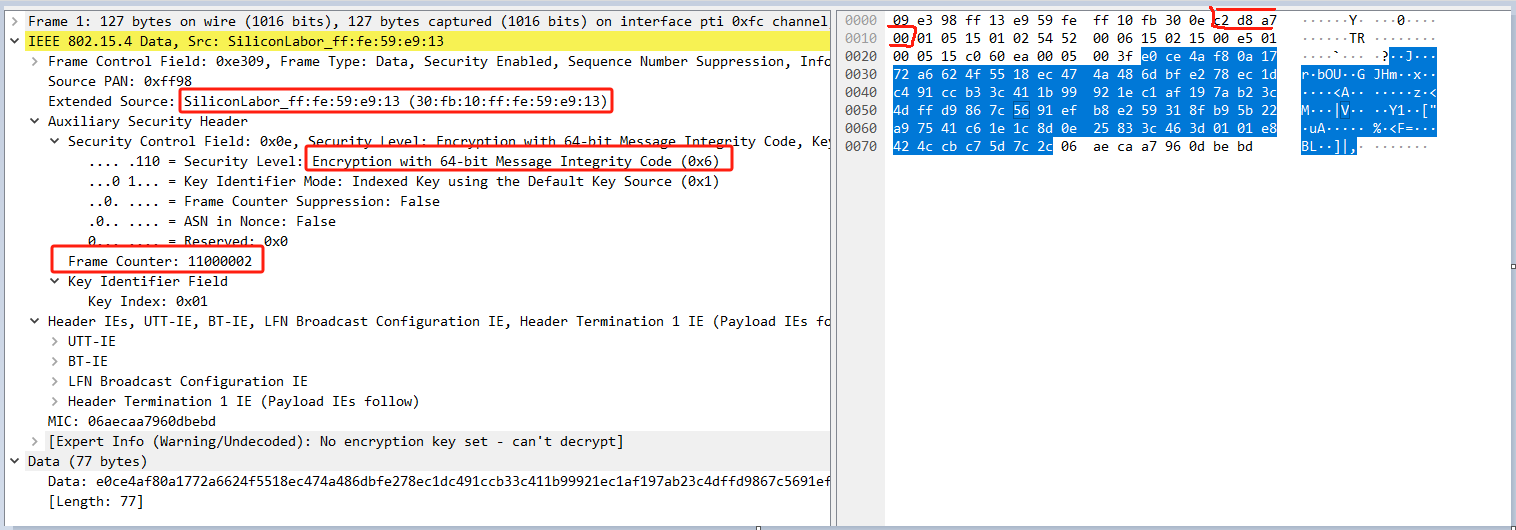 Frame 1: 127 bytes on wire (1016 bits), 127 bytes captured (1016 bits) on interface pti 0xfc channel
IEEE 802.15.4 Data, Src: SiliconLabor_ff:fe:59:e9:13
Frame Control Field: 0xe309, Frame Type: Data, Security Enabled, Sequence Number Suppression, Info
Source PAN: 0xff98
Extended Source: SiliconLabor_ff:fe:59:e9:13 (30:fb:10:ff:fe:59:e9:13)
Auxiliary Security Header
Security Control Field: 0x0e, Security Level: Encryption with 64-bit Message Integrity Code, Key
.... .110 = Security Level: Encryption with 64-bit Message Integrity Code (0x6)
...0 1... = Key Identifier Mode: Indexed Key using the Default Key Source (0x1)
..0. .... = Frame Counter Suppression: False
.0.. .... = ASN in Nonce: False
0... .... = Reserved: 0x0
Frame Counter: 11000002
Key Identifier Field
Key Index: 0x01
Header IEs, UTT-IE, BT-IE, LFN Broadcast Configuration IE, Header Termination 1 IE (Payload IEs fo
UTT-IE
BT-IE
LFN Broadcast Configuration IE
Header Termination 1 IE (Payload IEs follow)
MIC: 06aecaa7960dbebd
[Expert Info (Warning/Undecoded): No encryption key set - can't decrypt]
Data (77 bytes)
Data: e0ce4af80a1772a6624f5518ec474a486dbfe278ec1dc491ccb33c411b99921ec1af197ab23c4dffd9867c5691ef
[Length: 77]
0000 09 e3 98 ff 13 e9 59 fe ff 10 fb 30 0e c2 d8 a7 ······Y· ···0····
0010 00 01 05 15 01 02 54 52 00 06 15 02 15 00 e5 01 ······TR ········
0020 00 05 15 c0 60 ea 00 05 00 3f e0 ce 4a f8 0a 17 ····`··· ·?··J···
0030 72 a6 62 4f 55 18 ec 47 4a 48 6d bf e2 78 ec 1d r·bOU··G JHm··x··
0040 c4 91 cc b3 3c 41 1b 99 92 1e c1 af 19 7a b2 3c ····<A·· ·····z·<
0050 4d ff d9 86 7c 56 91 ef b8 e2 59 31 8f b9 5b 22 M···|V·· ··Y1··["
0060 a9 75 41 c6 1e 1c 8d 0e 25 83 3c 46 3d 01 01 e8 ·uA····· %·<F=···
0070 42 4c cb c7 5d 7c 2c 06 ae ca a7 96 0d be bd BL··]|,· ·······